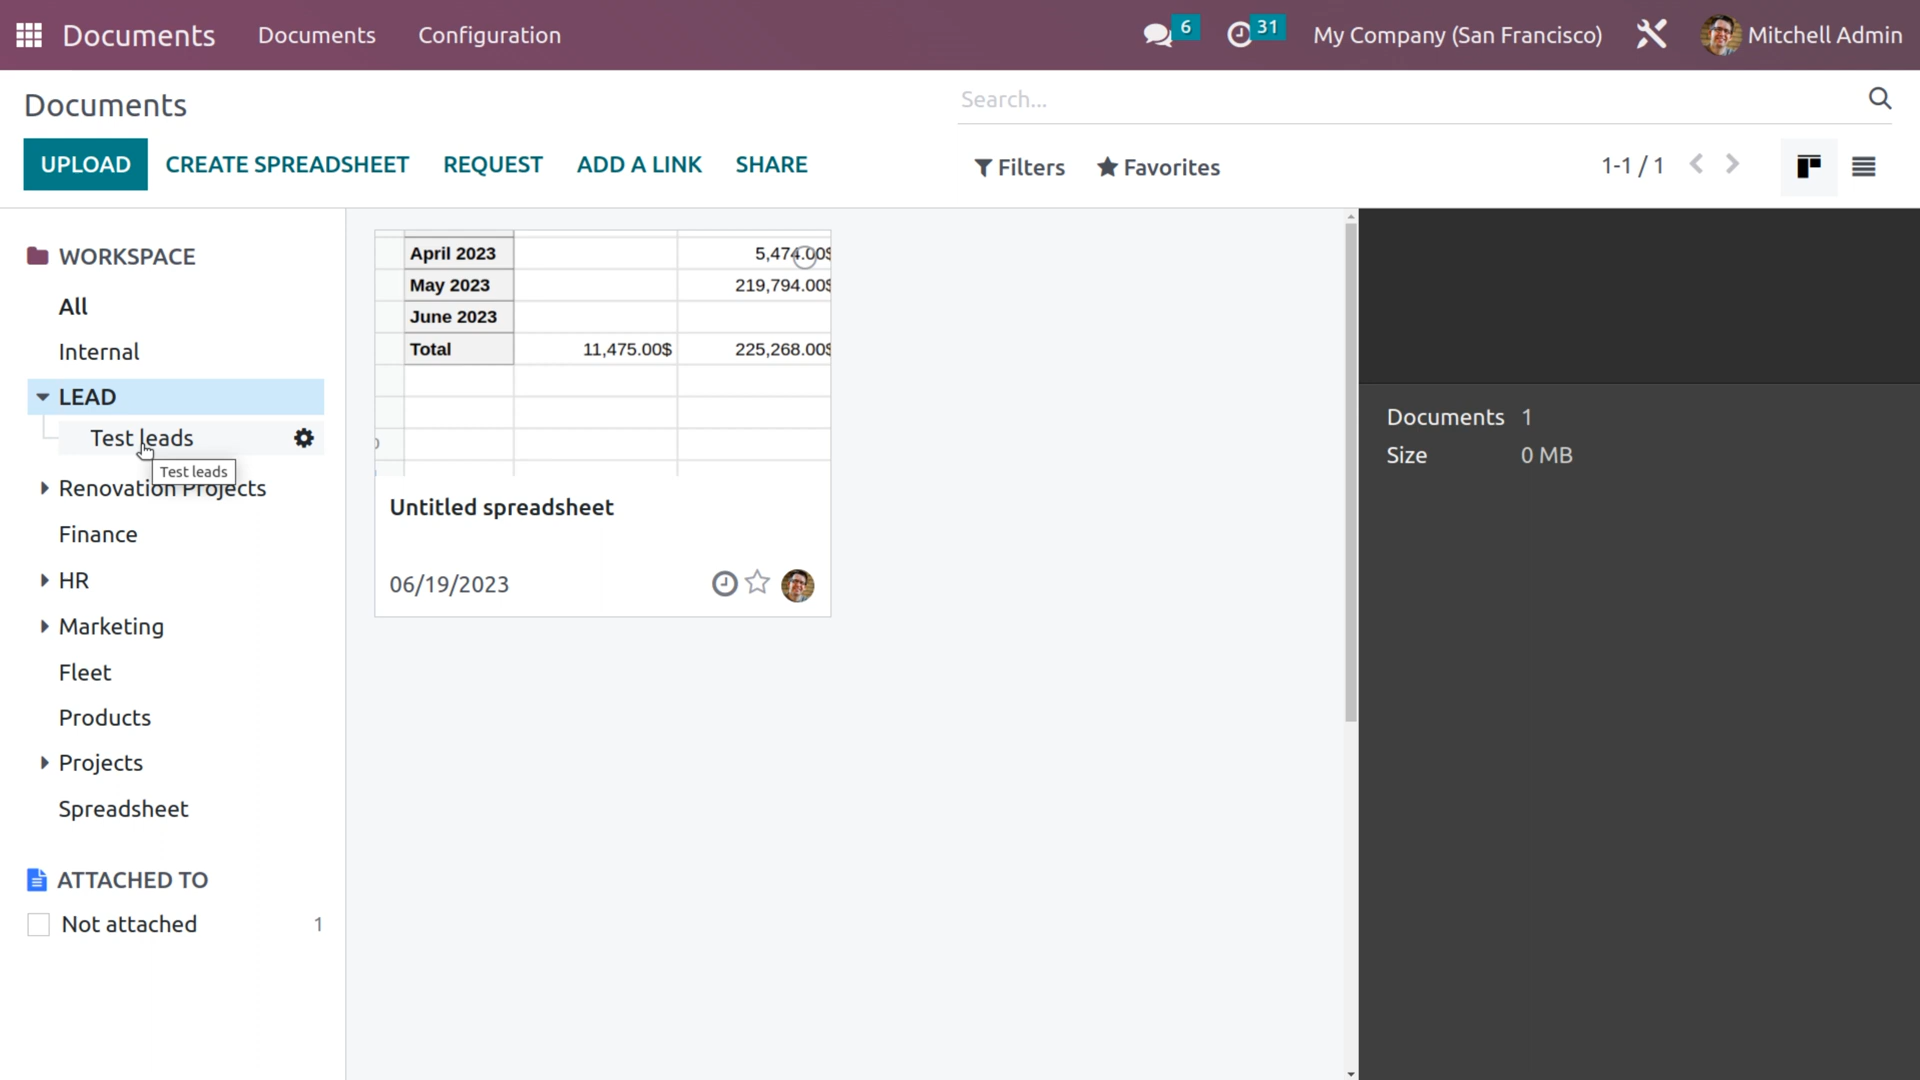 Documents Documents Configuration 6 31 My Company (San Francisco) Mitchell Admin
Documents
Search...
UPLOAD CREATE SPREADSHEET REQUEST ADD A LINK SHARE Filters Favorites 1-1 / 1
WORKSPACE
All
Internal
LEAD
Test leads
Test leads
Renovation Projects
Finance
HR
Marketing
Fleet
Products
Projects
Spreadsheet
ATTACHED TO
Not attached 1
April 2023 5,474.00$
May 2023 219,794.00$
June 2023
Total 11,475.00$ 225,268.00$
Untitled spreadsheet
06/19/2023
Documents 1
Size 0 MB